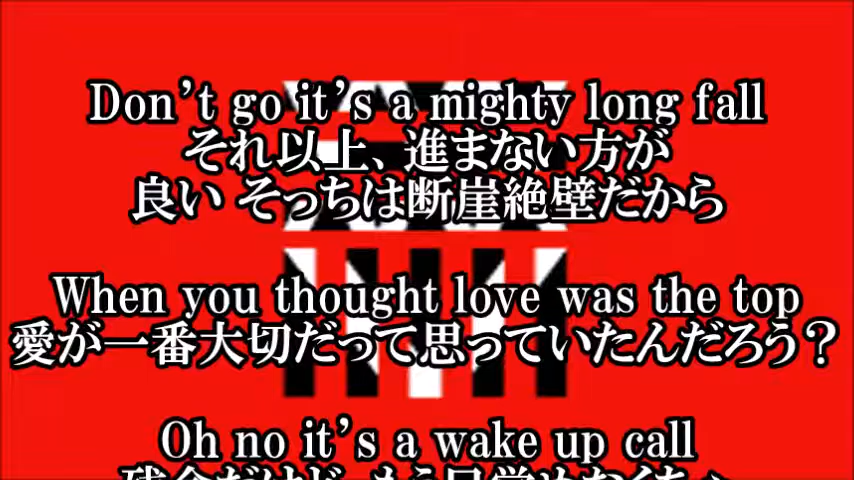 Don't go it's a mighty long fall
それ以上、進まない方が
良い そっちは断崖絶壁だから
When you thought love was the top
愛が一番大切だって思っていたんだろう？
Oh no it's a wake up call